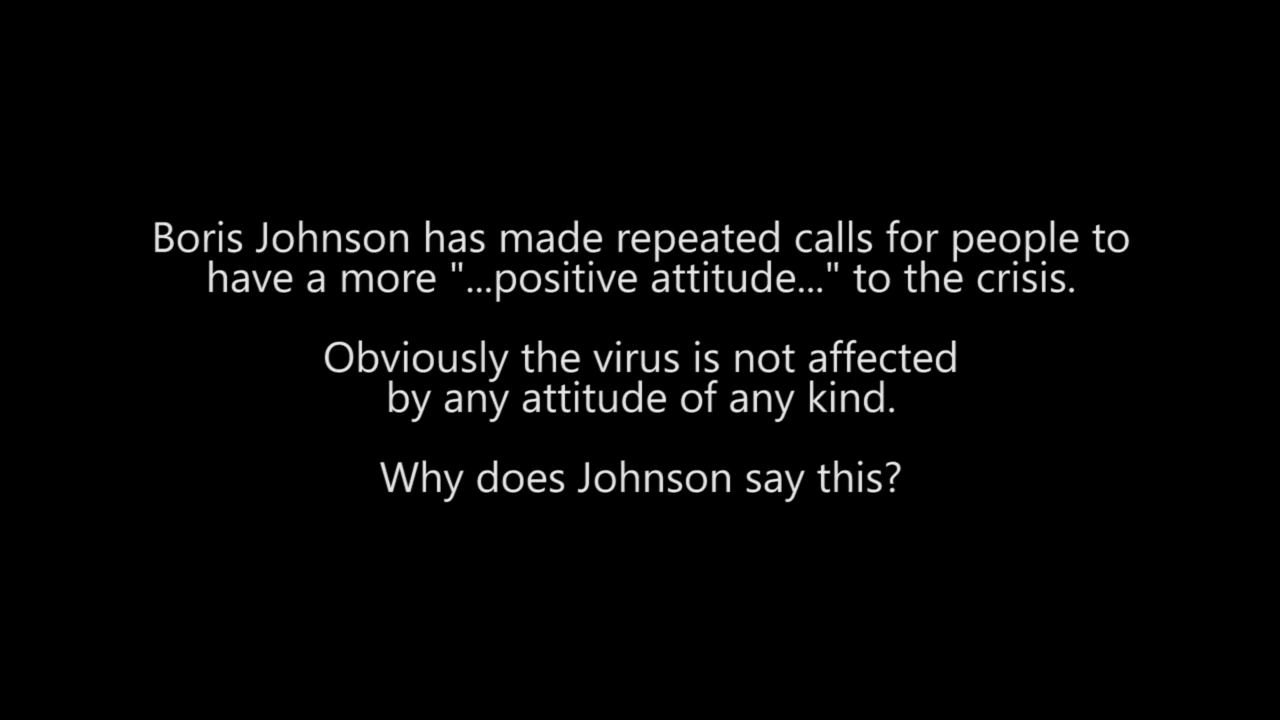 Boris Johnson has made repeated calls for people to
have a more "...positive attitude..." to the crisis.
Obviously the virus is not affected
by any attitude of any kind.
Why does Johnson say this?